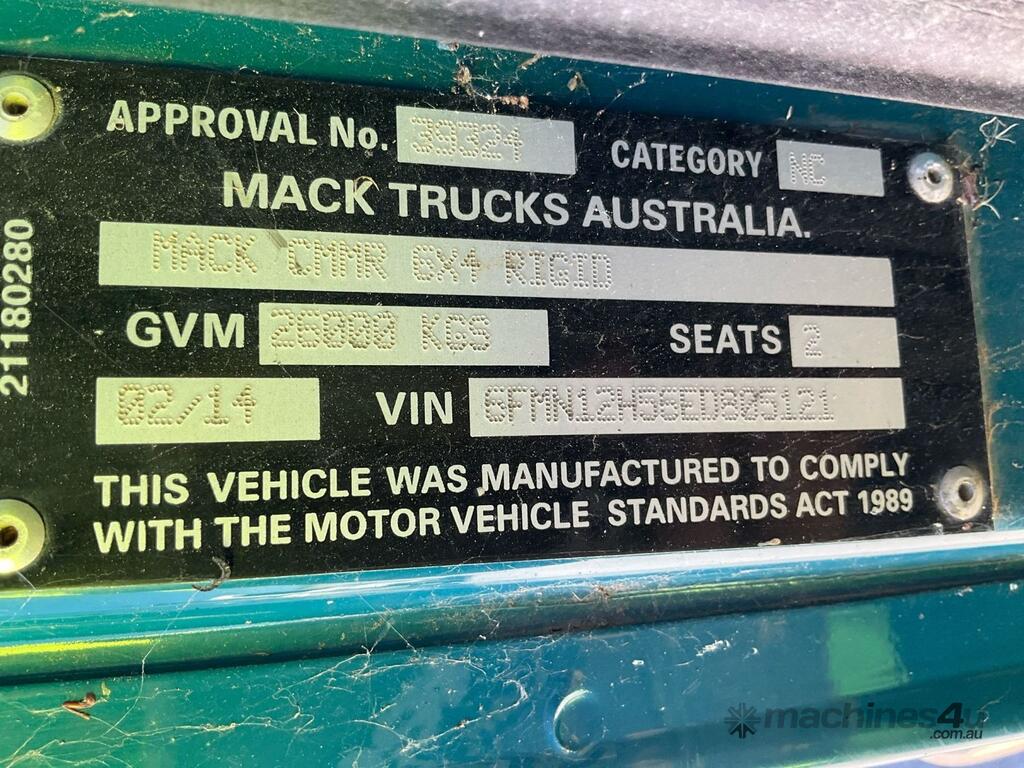 APPROVAL No. 39324 CATEGORY NC
MACK TRUCKS AUSTRALIA.
MACK CMMR 6X4 RIGID
GVM 26000 KGS SEATS 2
02/14 VIN 6FMN12H56ED805121
THIS VEHICLE WAS MANUFACTURED TO COMPLY
WITH THE MOTOR VEHICLE STANDARDS ACT 1989
21180280
machines4u
.com.au